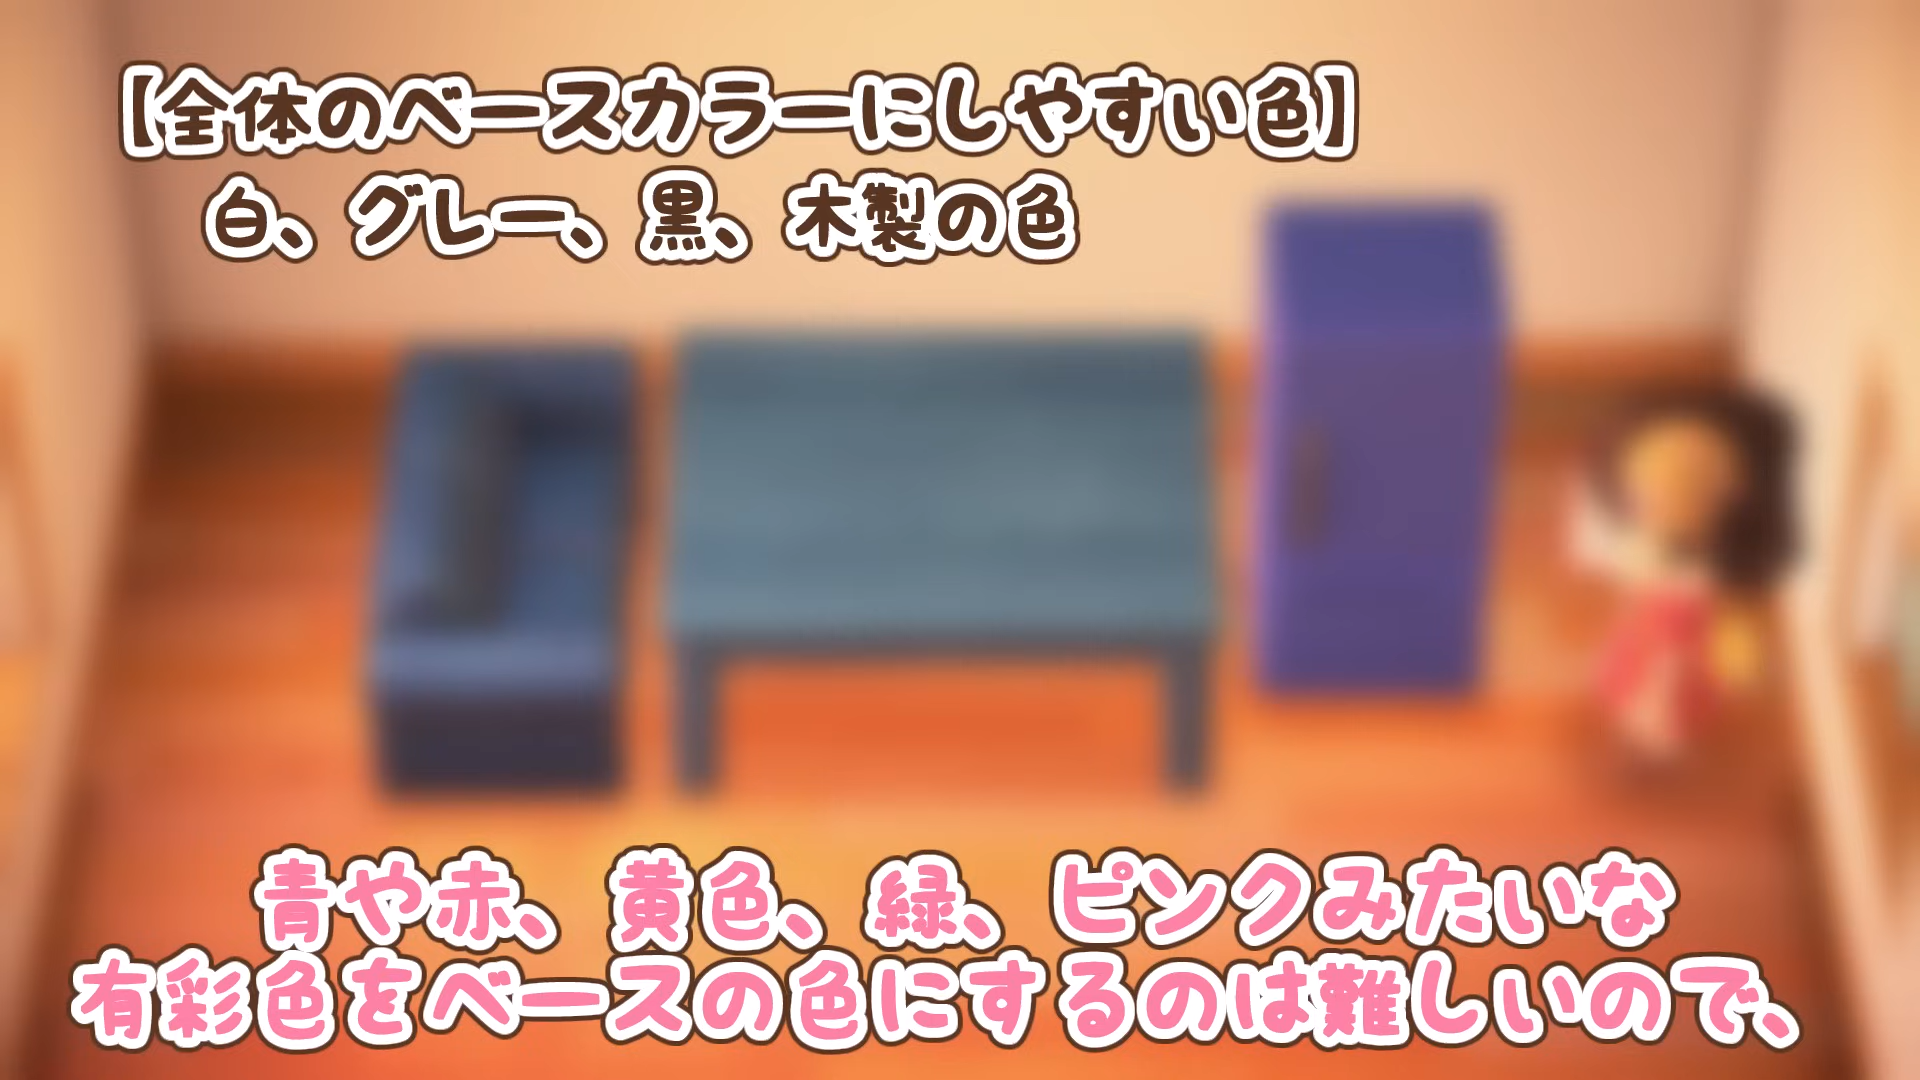 【全体のベースカラーにしやすい色】
白、グレー、黒、木製の色
青や赤、黄色、緑、ピンクみたいな
有彩色をベースの色にするのは難しいので、